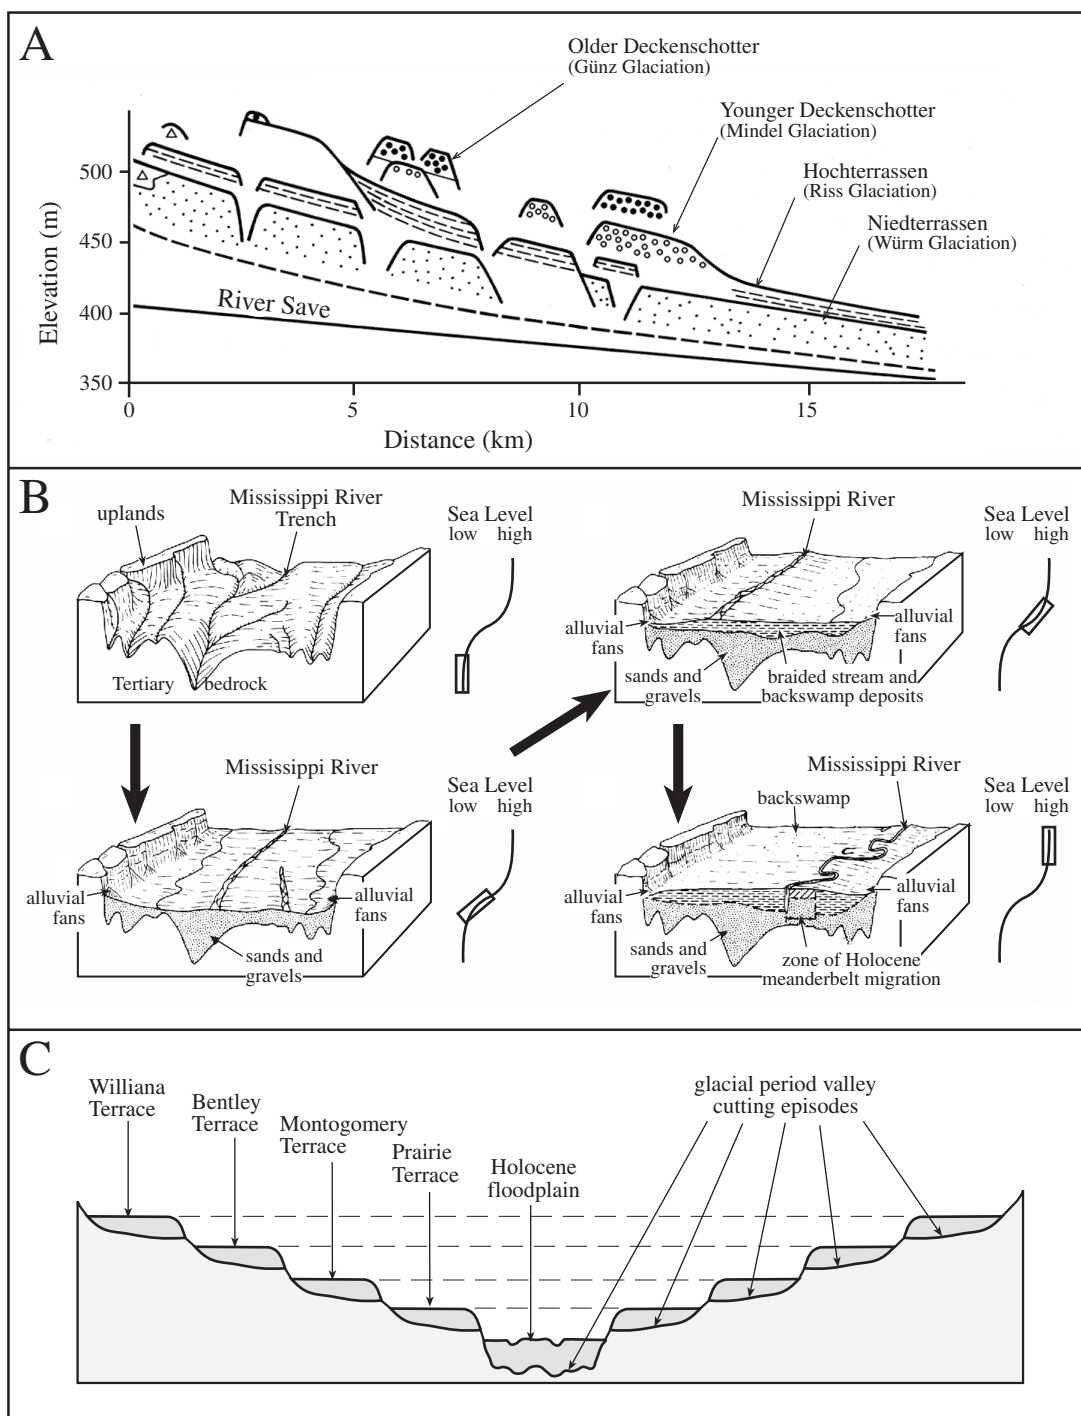 A
Older Deckenschotter
(Günz Glaciation)
Younger Deckenschotter
(Mindel Glaciation)
Hochterrassen
(Riss Glaciation)
Niedterrassen
(Würm Glaciation)
500
450
400
350
Elevation (m)
River Save
0
5
10
15
Distance (km)
B
uplands
Mississippi River
Trench
Sea Level
low high
Tertiary bedrock
Mississippi River
Sea Level
low high
alluvial
fans
alluvial
fans
sands and
gravels
braided stream and
backswamp deposits
Mississippi River
Sea Level
low high
alluvial
fans
alluvial
fans
sands and
gravels
Mississippi River
backswamp
Sea Level
low high
alluvial
fans
alluvial
fans
sands and
gravels
zone of Holocene
meanderbelt migration
C
Williana
Terrace
Bentley
Terrace
Montogomery
Terrace
Prairie
Terrace
Holocene
floodplain
glacial period valley
cutting episodes